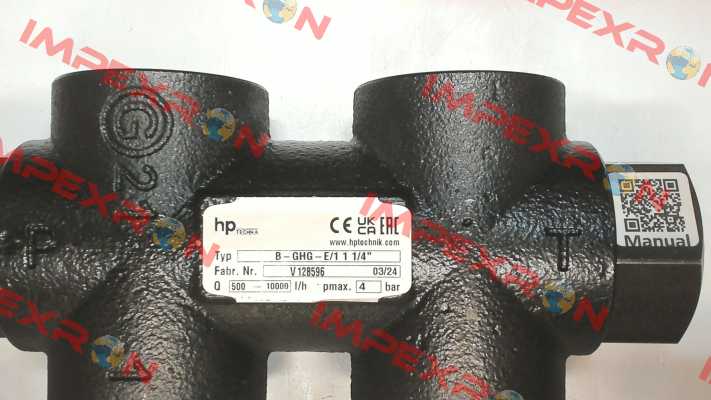 IMPEXRON
IMPEXRON
IMPEXRON
IMPEXRON
IMPEXRON
IMPEXRON
G
2
P
T
hp
TECHNIK
CE UK CA EAC
www.hptechnik.com
Typ B-GHG-E/1 1 1/4"
Fabr. Nr. V128596 03/24
Q 500 - 10000 l/h pmax. 4 bar
Manual